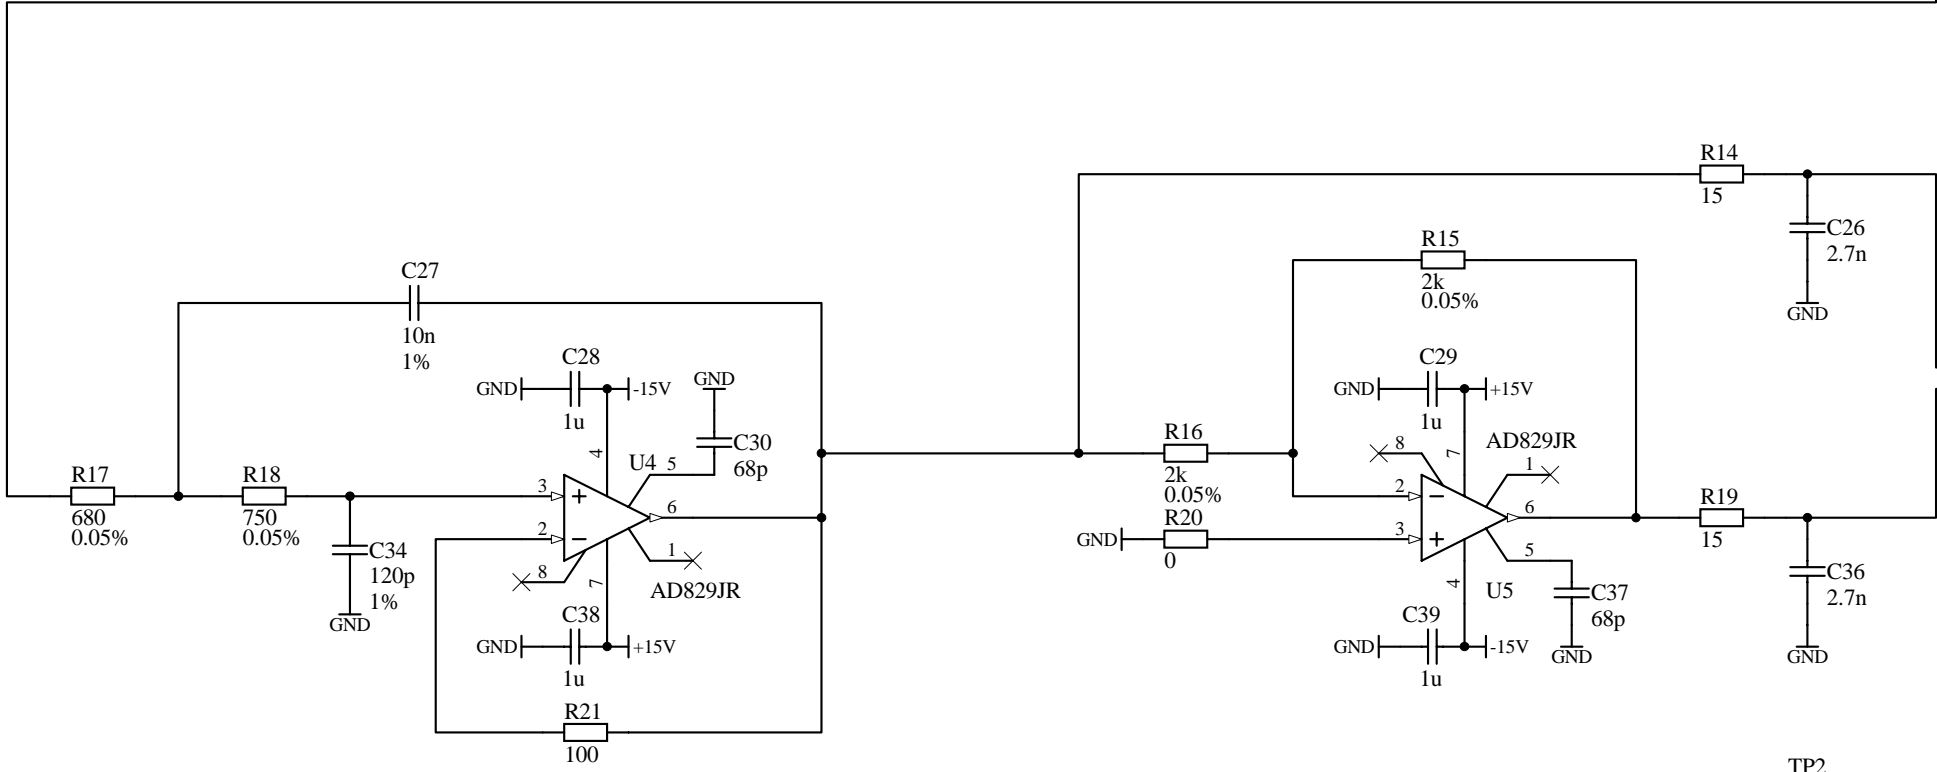 R14
15
C26
2.7n
GND
R15
2k
0.05%
C27
10n
1%
C28
GND
-15V
1u
4
GND
C30
68p
U4
5
C29
GND
+15V
1u
7
AD829JR
8
1
R16
2k
0.05%
R17
680
0.05%
R18
750
0.05%
3
+
2
−
6
1
8
7
AD829JR
C34
120p
1%
GND
C38
GND
+15V
1u
R21
100
R20
GND
0
2
−
3
+
6
5
4
U5
C37
68p
GND
C39
GND
-15V
1u
R19
15
C36
2.7n
GND
TP2